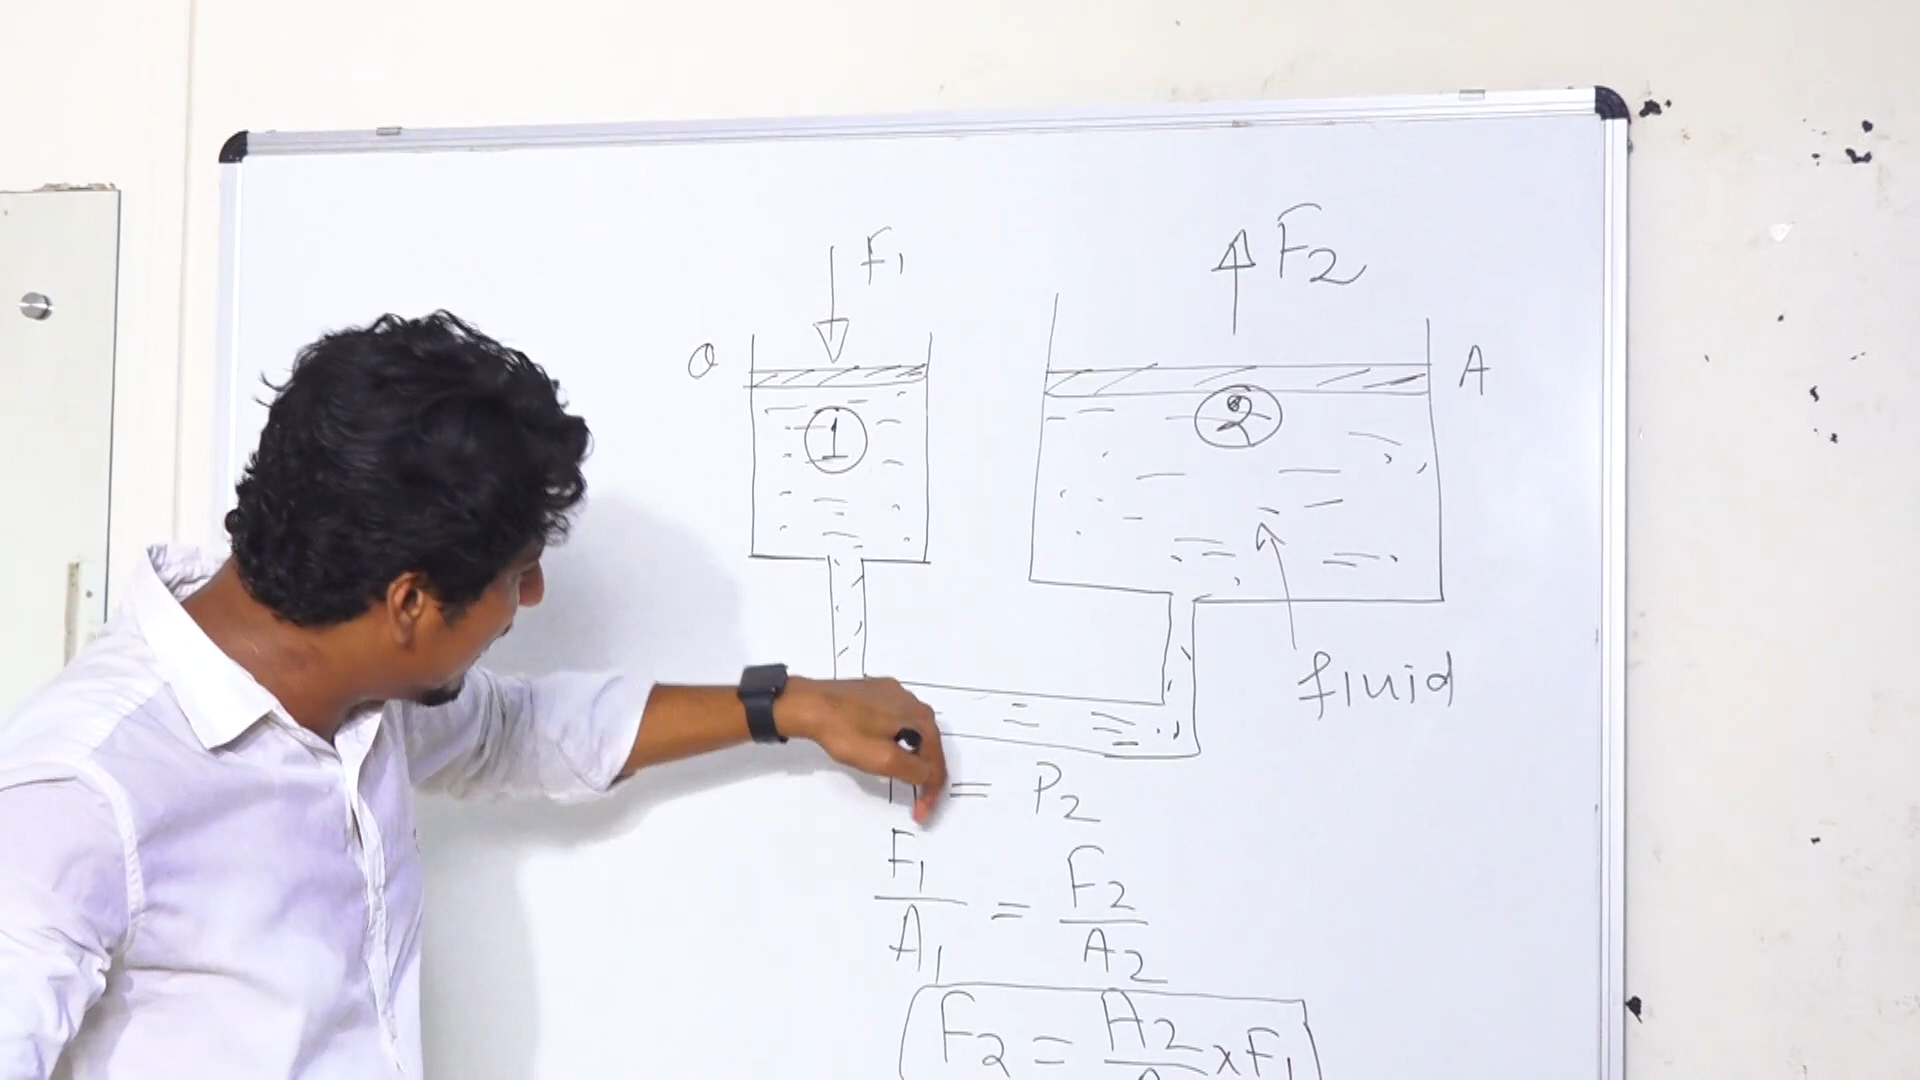 F₁ F₂
a A
1 2
fluid
= P₂
F₁/A₁ = F₂/A₂
F₂ = A₂/ × F₁